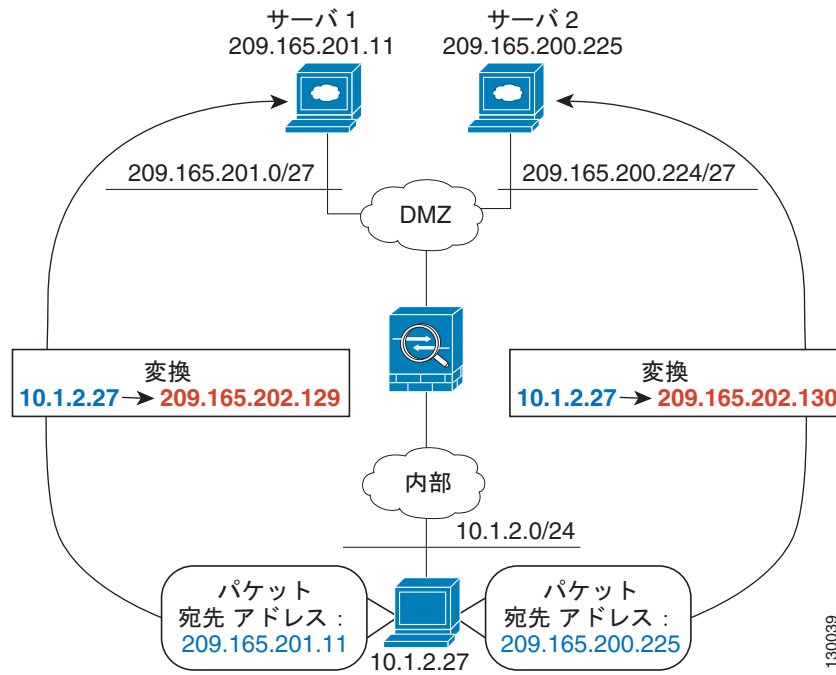 サーバ 1
209.165.201.11
サーバ 2
209.165.200.225
209.165.201.0/27
209.165.200.224/27
DMZ
変換
10.1.2.27 → 209.165.202.129
変換
10.1.2.27 → 209.165.202.130
内部
10.1.2.0/24
パケット
宛先 アドレス :
209.165.201.11
パケット
宛先 アドレス :
209.165.200.225
10.1.2.27
130039